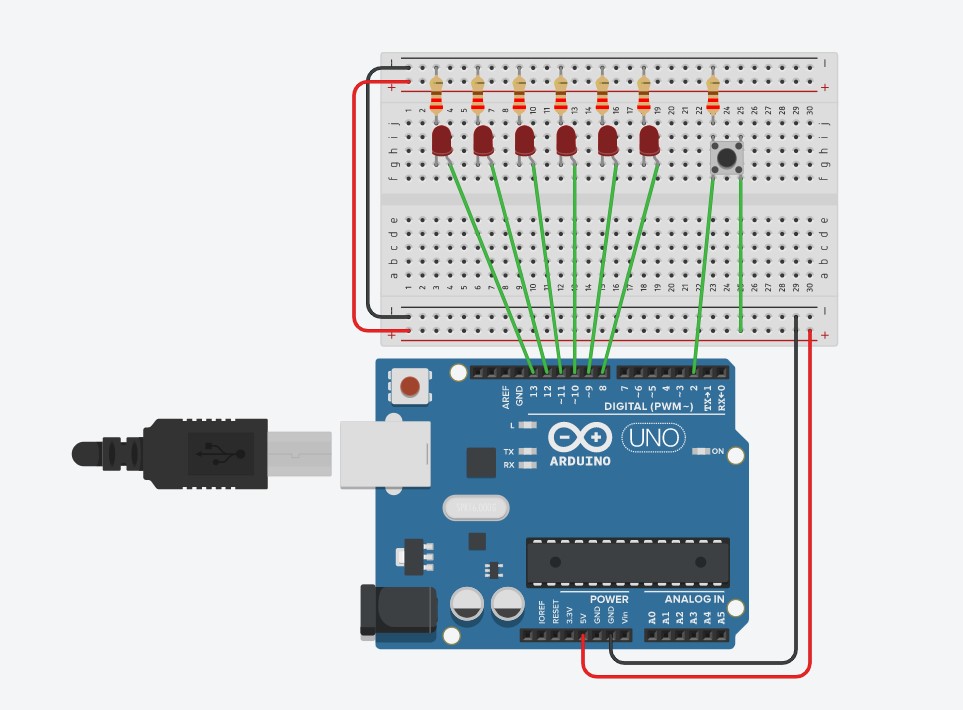 1 2 3 4 5 6 7 8 9 10 11 12 13 14 15 16 17 18 19 20 21 22 23 24 25 26 27 28 29 30
j j
i i
h h
g g
f f
e e
d d
c c
b b
a a
1 2 3 4 5 6 7 8 9 10 11 12 13 14 15 16 17 18 19 20 21 22 23 24 25 26 27 28 29 30
AREF GND 13 12 ~11 ~10 ~9 8 7 ~6 ~5 4 ~3 2 TX→1 RX←0
DIGITAL (PWM~)
L
TX
RX
UNO
ON
ARDUINO
POWER
ANALOG IN
IOREF RESET 3.3V 5V GND GND Vin A0 A1 A2 A3 A4 A5